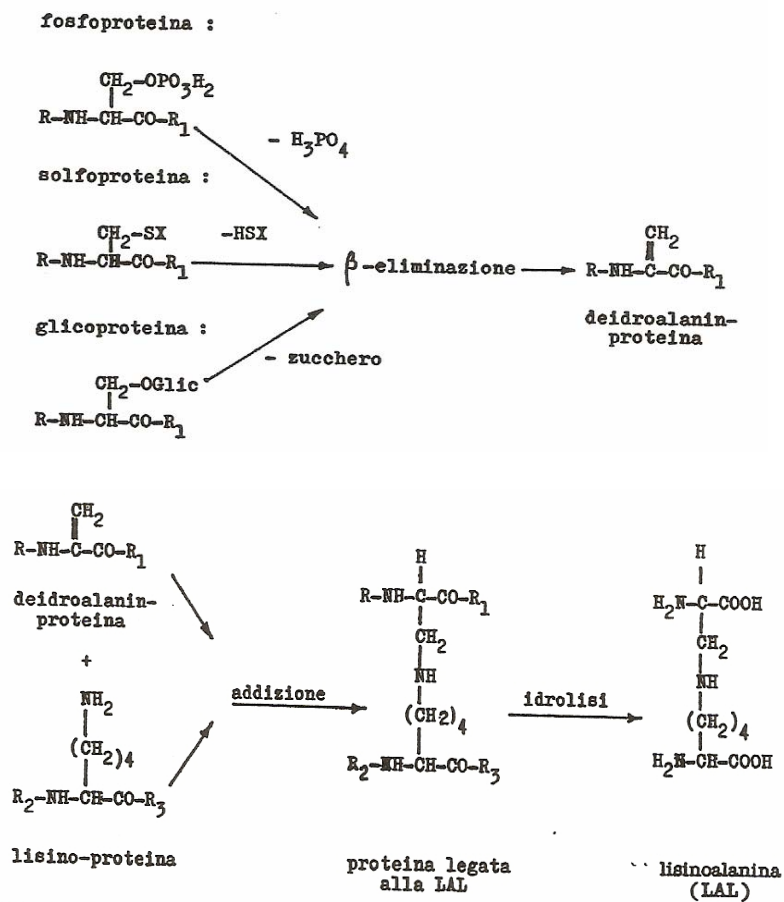 fosfoproteina :
CH2-OPO3H2
R-NH-CH-CO-R1
- H3PO4
solfoproteina :
CH2-SX
-HSX
R-NH-CH-CO-R1
β-eliminazione
CH2
R-NH-C-CO-R1
deidroalanin-
proteina
glicoproteina :
- zucchero
CH2-OGlic
R-NH-CH-CO-R1
CH2
R-NH-C-CO-R1
deidroalanin-
proteina
+
NH2
(CH2)4
R2-NH-CH-CO-R3
lisino-proteina
addizione
H
R-NH-C-CO-R1
CH2
NH
(CH2)4
R2-NH-CH-CO-R3
proteina legata
alla LAL
idrolisi
H
H2N-C-COOH
CH2
NH
(CH2)4
H2N-CH-COOH
lisinoalanina
(LAL)